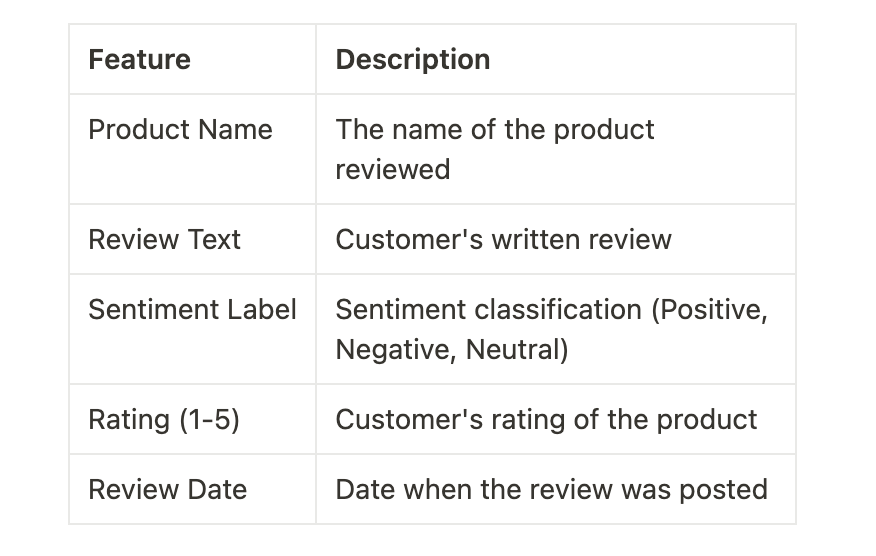 Feature Description
Product Name The name of the product
reviewed
Review Text Customer's written review
Sentiment Label Sentiment classification (Positive,
Negative, Neutral)
Rating (1-5) Customer's rating of the product
Review Date Date when the review was posted